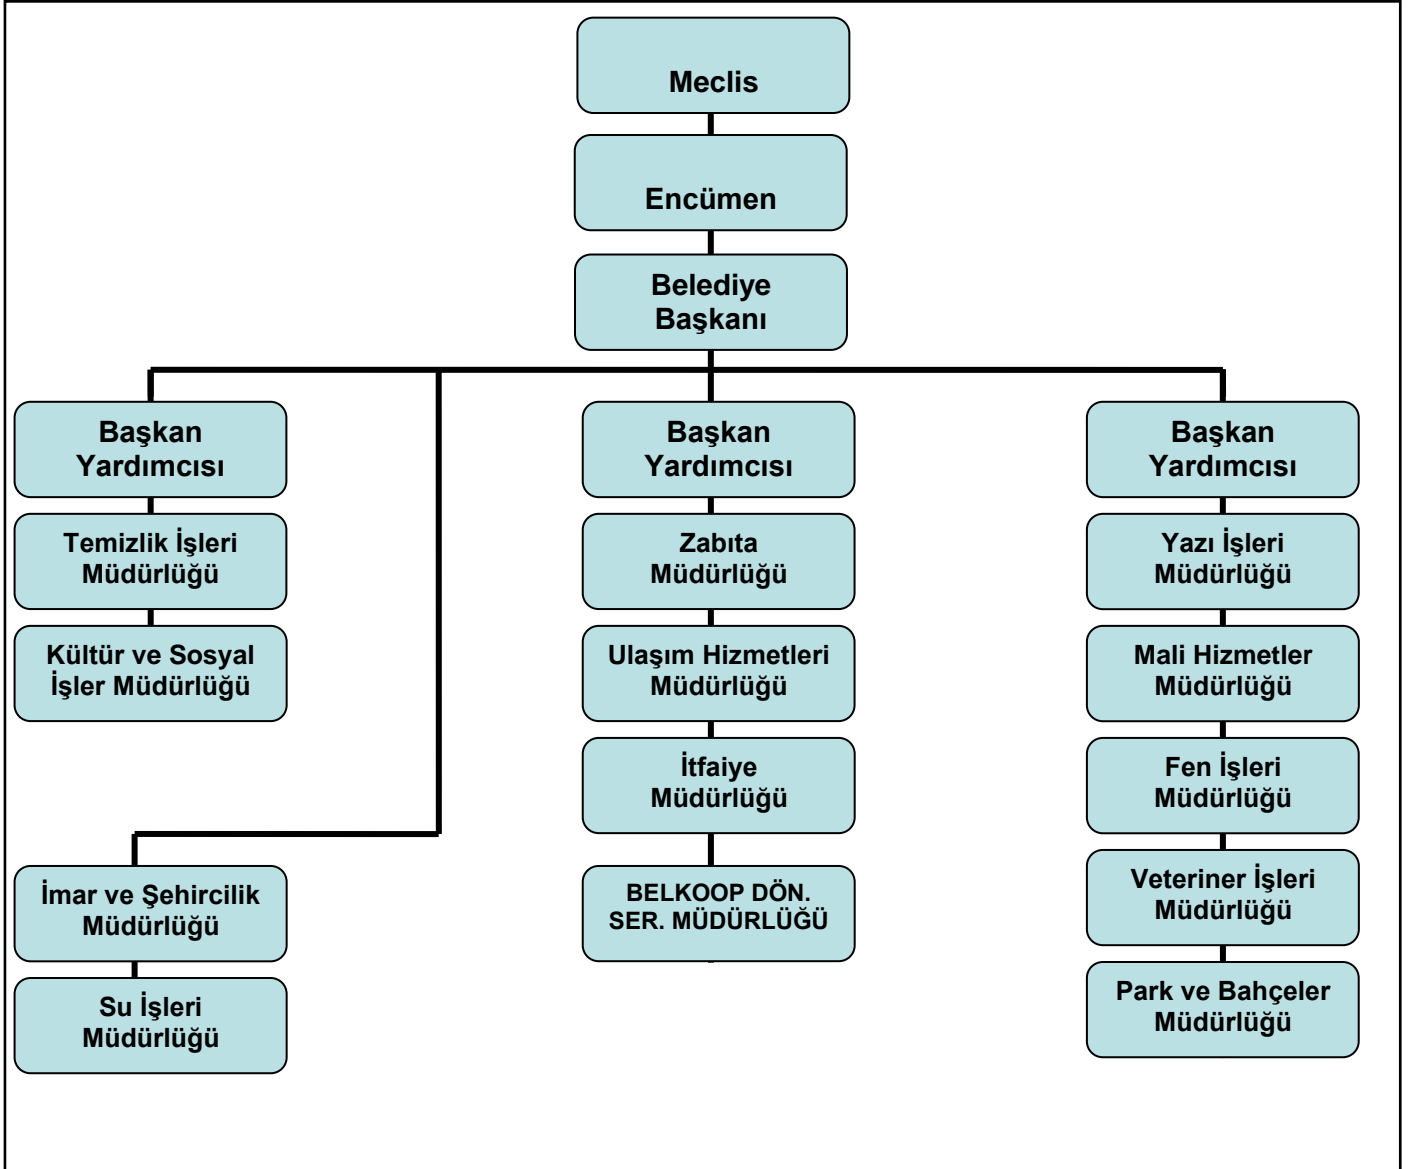 Meclis
Encümen
Belediye
Başkanı
Başkan
Yardımcısı
Temizlik İşleri
Müdürlüğü
Kültür ve Sosyal
İşler Müdürlüğü
İmar ve Şehircilik
Müdürlüğü
Su İşleri
Müdürlüğü
Başkan
Yardımcısı
Zabıta
Müdürlüğü
Ulaşım Hizmetleri
Müdürlüğü
İtfaiye
Müdürlüğü
BELKOOP DÖN.
SER. MÜDÜRLÜĞÜ
Başkan
Yardımcısı
Yazı İşleri
Müdürlüğü
Mali Hizmetler
Müdürlüğü
Fen İşleri
Müdürlüğü
Veteriner İşleri
Müdürlüğü
Park ve Bahçeler
Müdürlüğü